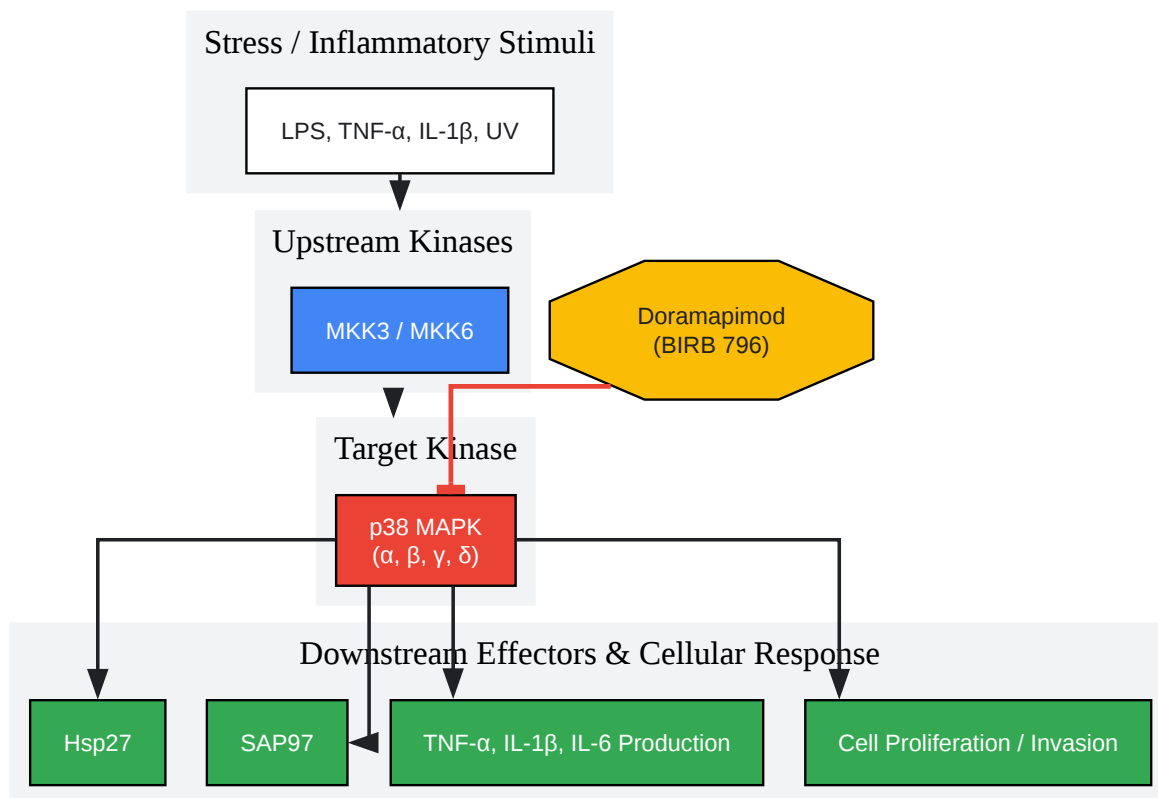 Stress / Inflammatory Stimuli
LPS, TNF-α, IL-1β, UV
Upstream Kinases
MKK3 / MKK6
Doramapimod
(BIRB 796)
Target Kinase
p38 MAPK
(α, β, γ, δ)
Downstream Effectors & Cellular Response
Hsp27
SAP97
TNF-α, IL-1β, IL-6 Production
Cell Proliferation / Invasion